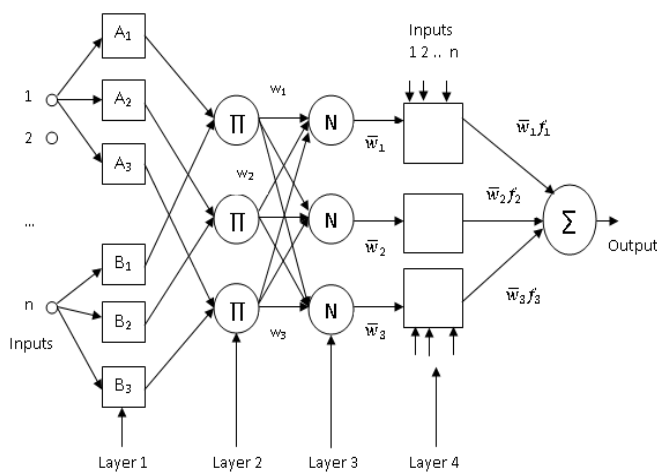 A₁
Inputs
1 2 .. n
1
A₂
w₁
Π
N
w̅₁
w̅₁f₁
2
A₃
w₂
Π
N
w̅₂
w̅₂f₂
Σ
...
Output
B₁
n
B₂
Π
N
w̅₃
w̅₃f₃
Inputs
w₃
B₃
Layer 1
Layer 2
Layer 3
Layer 4